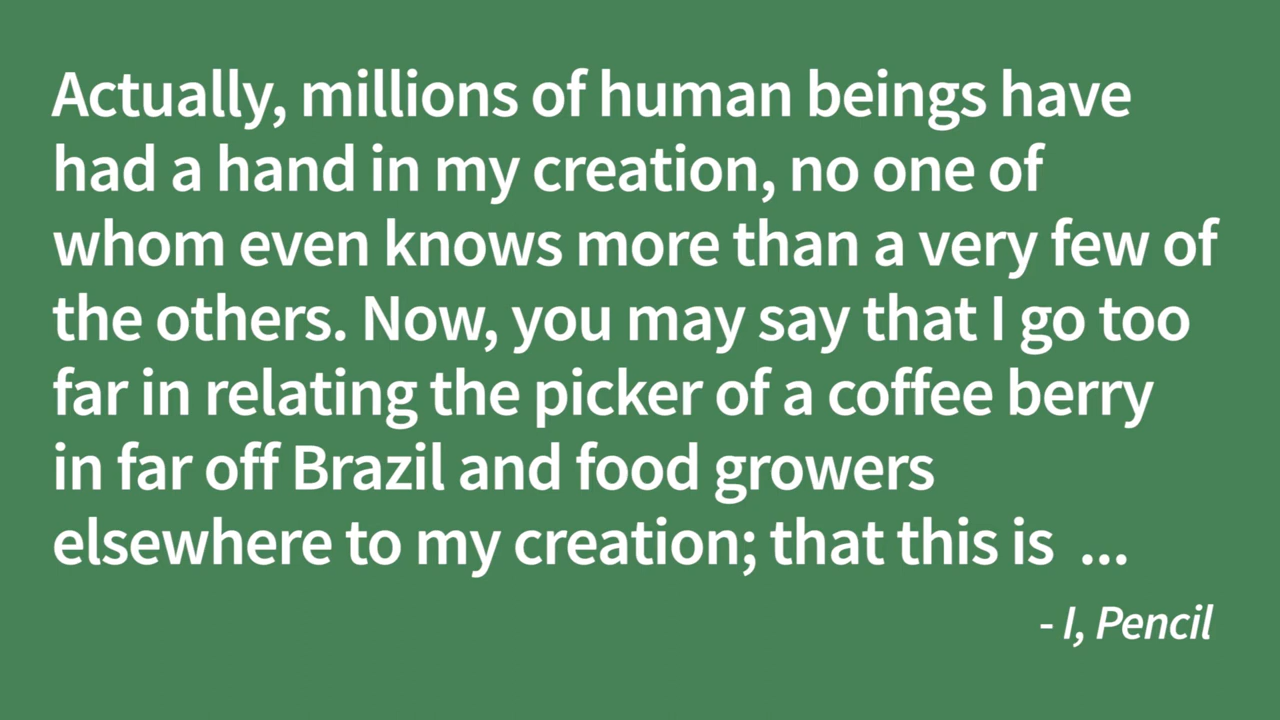 Actually, millions of human beings have
had a hand in my creation, no one of
whom even knows more than a very few of
the others. Now, you may say that I go too
far in relating the picker of a coffee berry
in far off Brazil and food growers
elsewhere to my creation; that this is ...
- I, Pencil